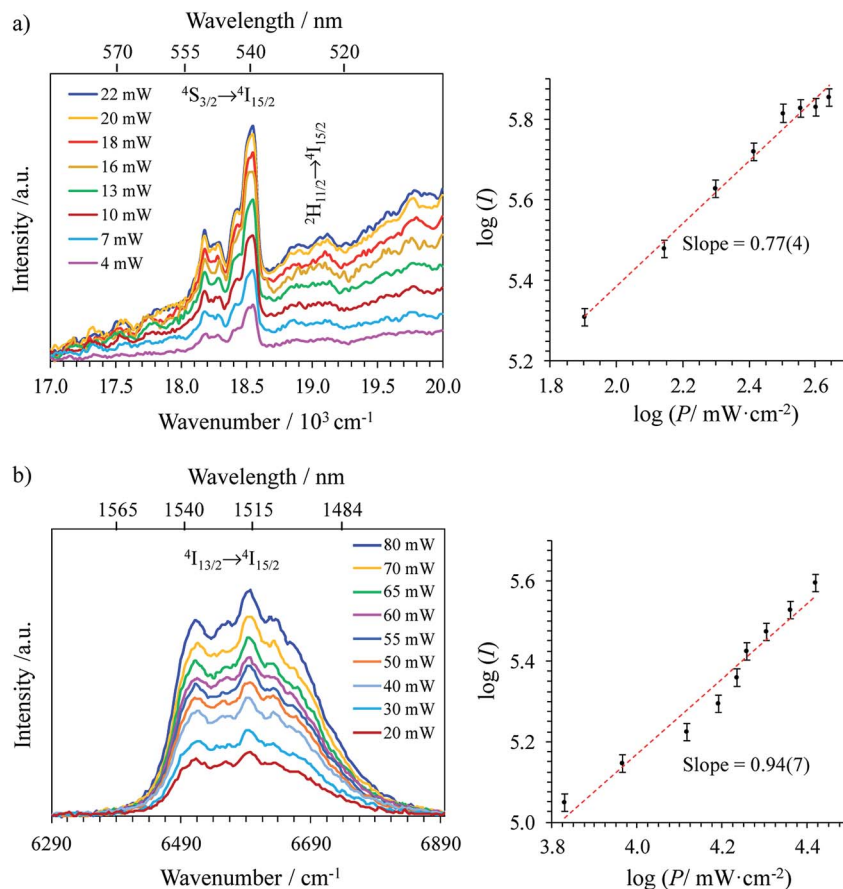 a)
Wavelength / nm
570 555 540 520
22 mW
20 mW
18 mW
16 mW
13 mW
10 mW
7 mW
4 mW
⁴S₃/₂→⁴I₁₅/₂
²H₁₁/₂→⁴I₁₅/₂
Intensity /a.u.
17.0 17.5 18.0 18.5 19.0 19.5 20.0
Wavenumber / 10³ cm⁻¹
log (I)
5.8
5.6
5.4
5.2
Slope = 0.77(4)
1.8 2.0 2.2 2.4 2.6
log (P/ mW·cm⁻²)
b)
Wavelength / nm
1565 1540 1515 1484
⁴I₁₃/₂→⁴I₁₅/₂
80 mW
70 mW
65 mW
60 mW
55 mW
50 mW
40 mW
30 mW
20 mW
Intensity /a.u.
6290 6490 6690 6890
Wavenumber / cm⁻¹
log (I)
5.6
5.4
5.2
5.0
Slope = 0.94(7)
3.8 4.0 4.2 4.4
log (P/ mW·cm⁻²)